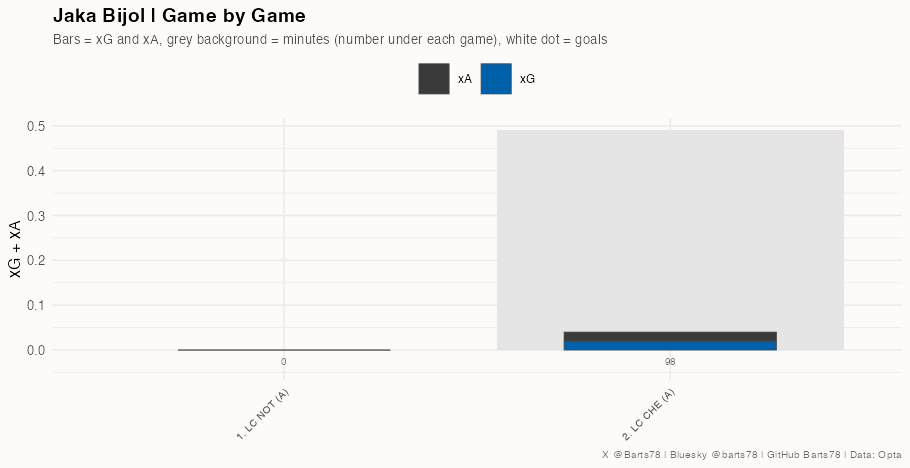 Jaka Bijol | Game by Game
Bars = xG and xA, grey background = minutes (number under each game), white dot = goals
xA xG
xG + xA
0.5
0.4
0.3
0.2
0.1
0.0
0 98
1. LC NOT (A) 2. LC CHE (A)
X @Barts78 | Bluesky @barts78 | GitHub Barts78 | Data: Opta